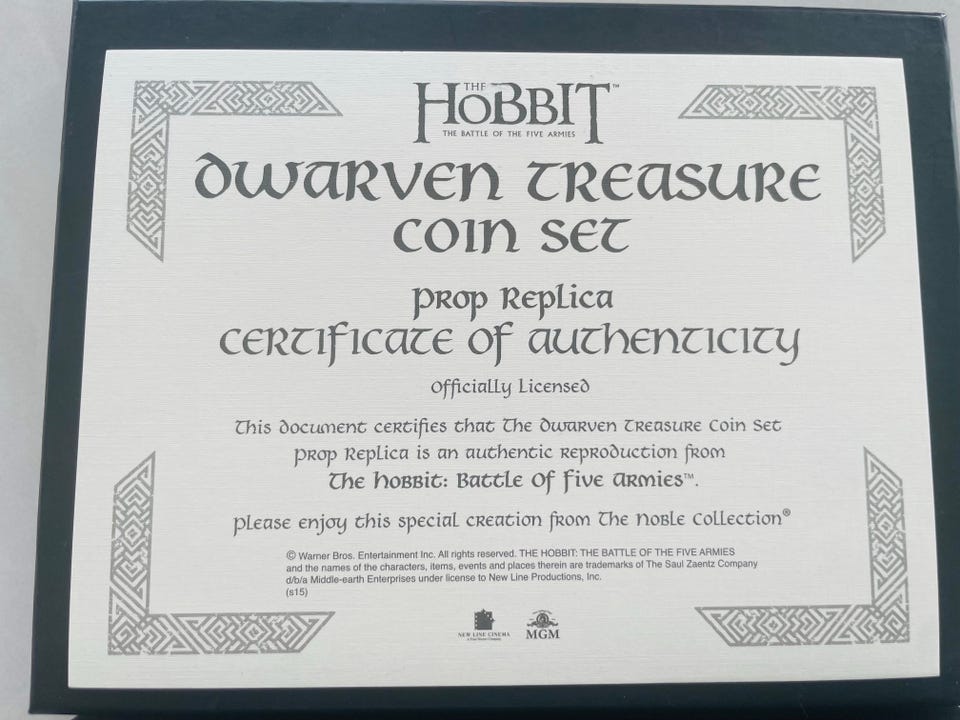 THE
HOBBIT™
THE BATTLE OF THE FIVE ARMIES
DWARVEN TREASURE
COIN SET
Prop Replica
Certificate of Authenticity
Officially Licensed
This document certifies that The Dwarven Treasure Coin Set
Prop Replica is an authentic reproduction from
The Hobbit: Battle Of Five Armies™.
Please enjoy this special creation from The Noble Collection®
© Warner Bros. Entertainment Inc. All rights reserved. THE HOBBIT: THE BATTLE OF THE FIVE ARMIES
and the names of the characters, items, events and places therein are trademarks of The Saul Zaentz Company
d/b/a Middle-earth Enterprises under license to New Line Productions, Inc.
(s15)
NEW LINE CINEMA
MGM